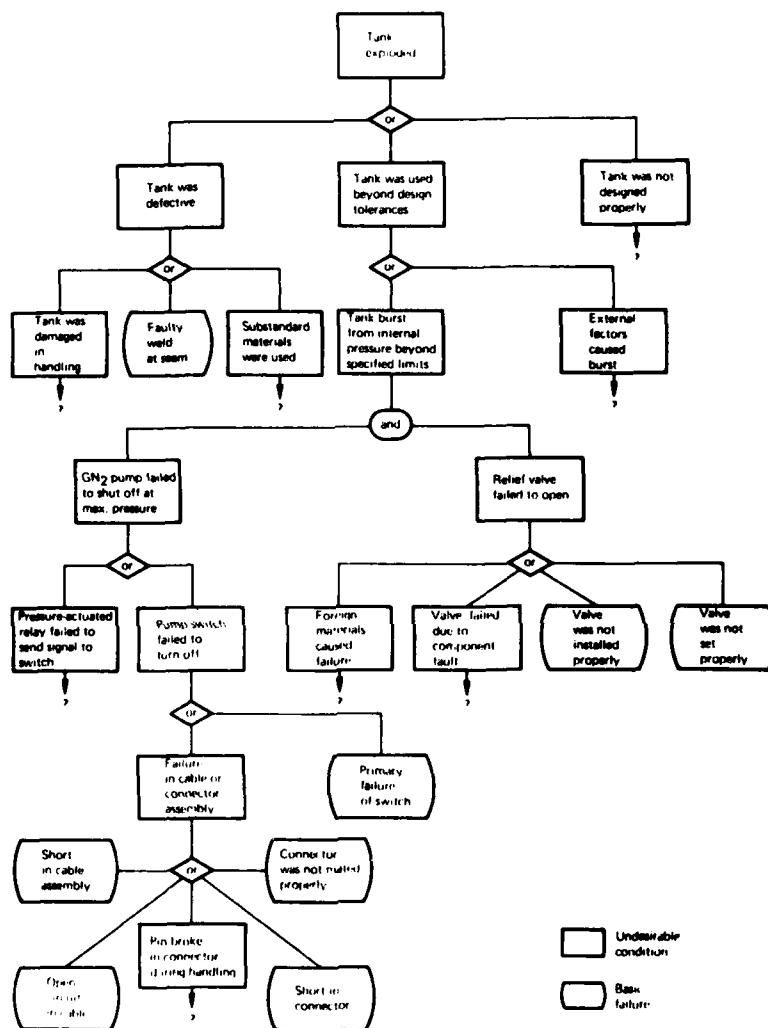 Tank
exploded
or
Tank was
defective
Tank was used
beyond design
tolerances
Tank was not
designed
properly
?
or
or
Tank was
damaged
in
handling
?
Faulty
weld
at seam
Substandard
materials
were used
?
Tank burst
from internal
pressure beyond
specified limits
External
factors
caused
burst
?
and
GN2 pump failed
to shut off at
max. pressure
Relief valve
failed to open
or
or
Pressure-actuated
relay failed to
send signal to
switch
?
Pump switch
failed to
turn off
Foreign
materials
caused
failure
?
Valve failed
due to
component
fault
?
Valve
was not
installed
properly
Valve
was not
set
properly
or
Failure
in cable or
connector
assembly
Primary
failure
of switch
Short
in cable
assembly
or
Connector
was not mated
properly
Open
in cable
Pin broke
in connector
during handling
?
Short in
connector
Undesirable
condition
Basic
failure